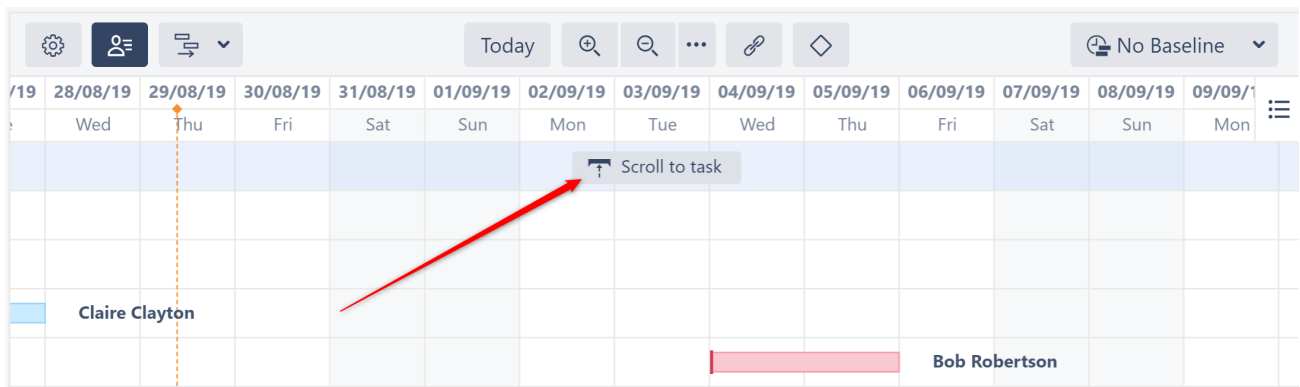 Today
No Baseline
/19 28/08/19 29/08/19 30/08/19 31/08/19 01/09/19 02/09/19 03/09/19 04/09/19 05/09/19 06/09/19 07/09/19 08/09/19 09/09/1
Wed Thu Fri Sat Sun Mon Tue Wed Thu Fri Sat Sun Mon
Scroll to task
Claire Clayton
Bob Robertson